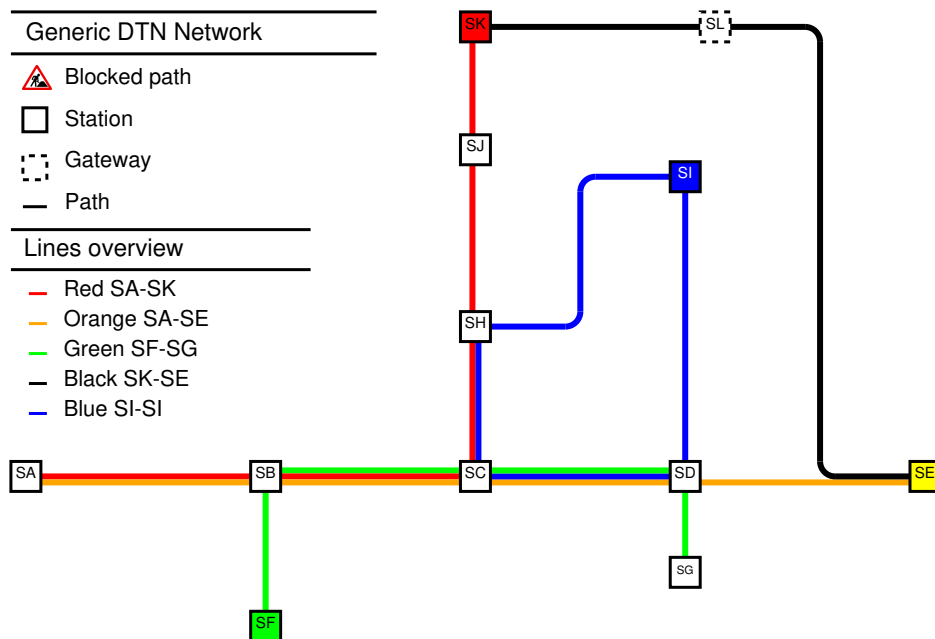 Generic DTN Network
Blocked path
Station
Gateway
Path
Lines overview
Red SA-SK
Orange SA-SE
Green SF-SG
Black SK-SE
Blue SI-SI
SK
SL
SJ
SI
SH
SA
SB
SC
SD
SE
SG
SF